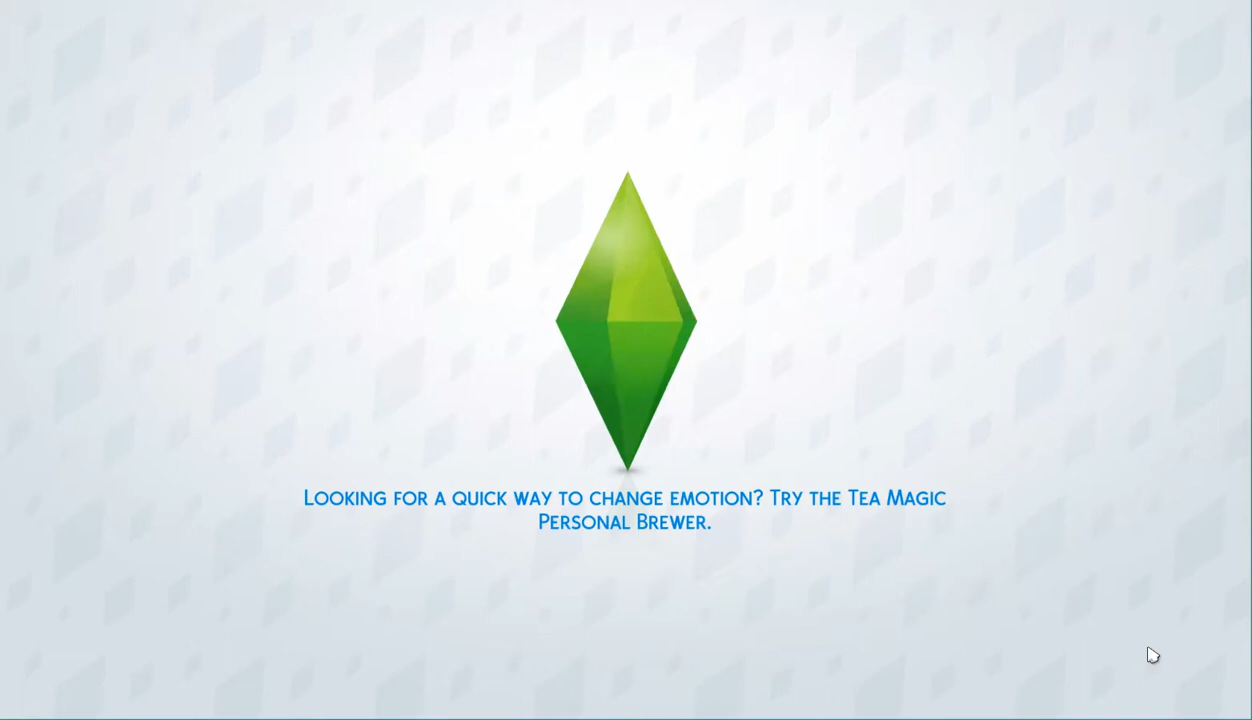 Looking for a quick way to change emotion? Try the Tea Magic
Personal Brewer.